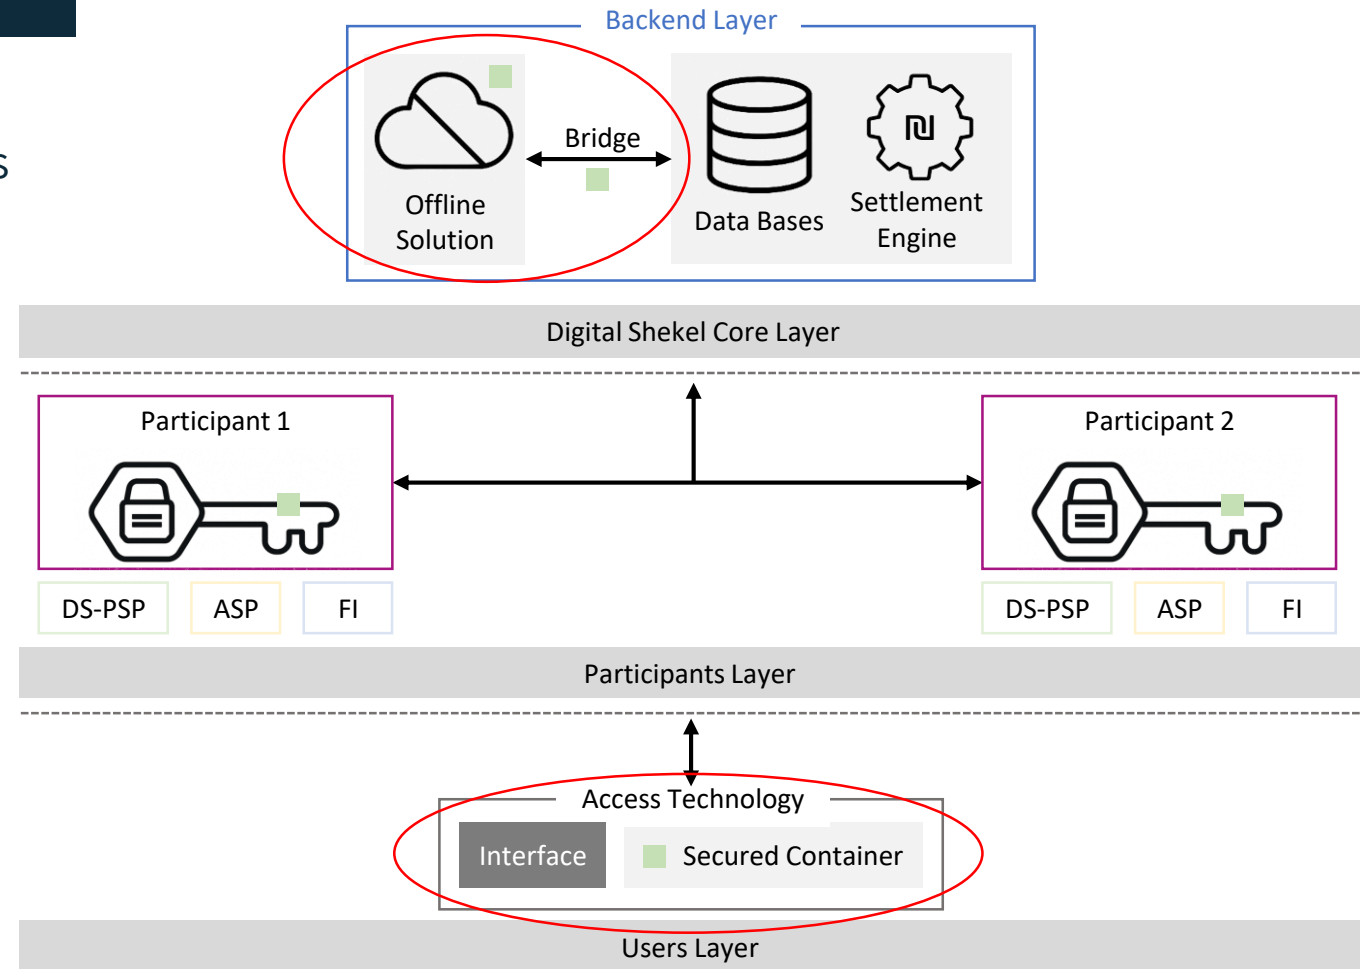 Backend Layer
s
Bridge
₪
Offline
Solution
Data Bases
Settlement
Engine
Digital Shekel Core Layer
Participant 1
Participant 2
DS-PSP
ASP
FI
DS-PSP
ASP
FI
Participants Layer
Access Technology
Interface
Secured Container
Users Layer